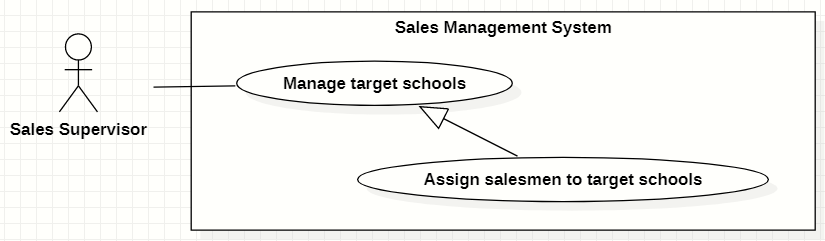 Sales Management System
Manage target schools
Sales Supervisor
Assign salesmen to target schools